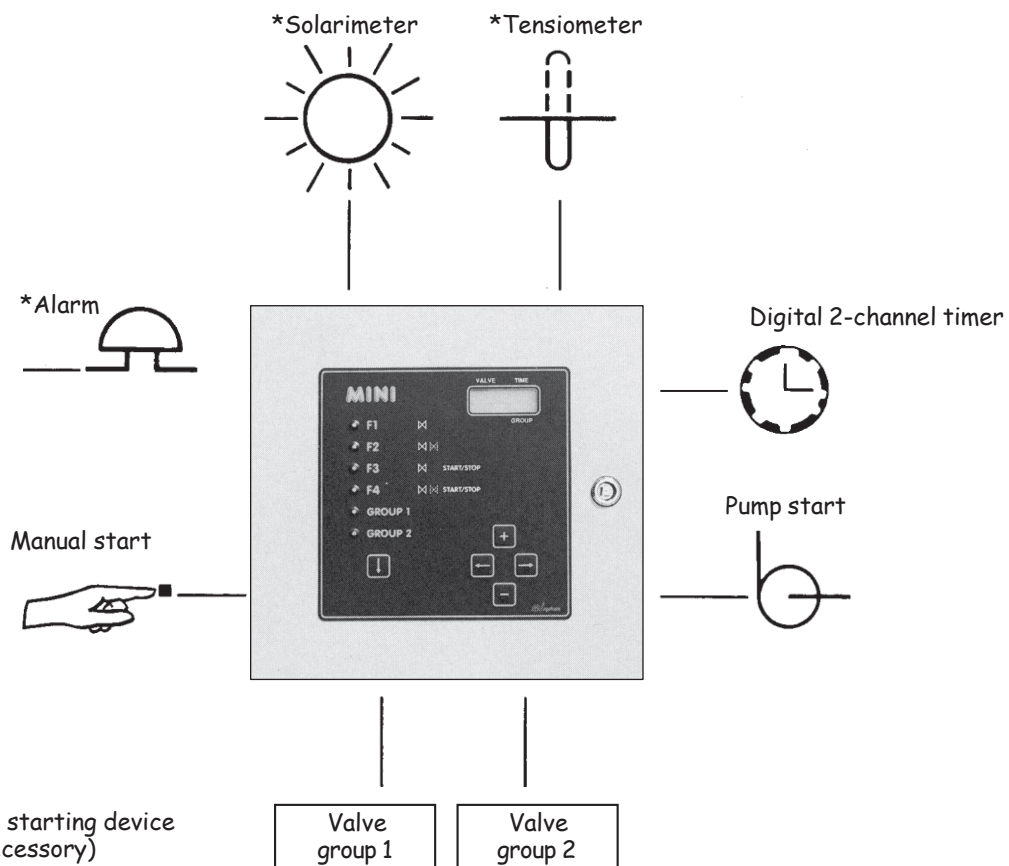 *Solarimeter
*Tensiometer
*Alarm
Digital 2-channel timer
MINI
VALVE TIME
GROUP
F1
F2
F3 START/STOP
F4 START/STOP
GROUP 1
GROUP 2
+
-
Manual start
Pump start
starting device
Valve
group 1
Valve
group 2